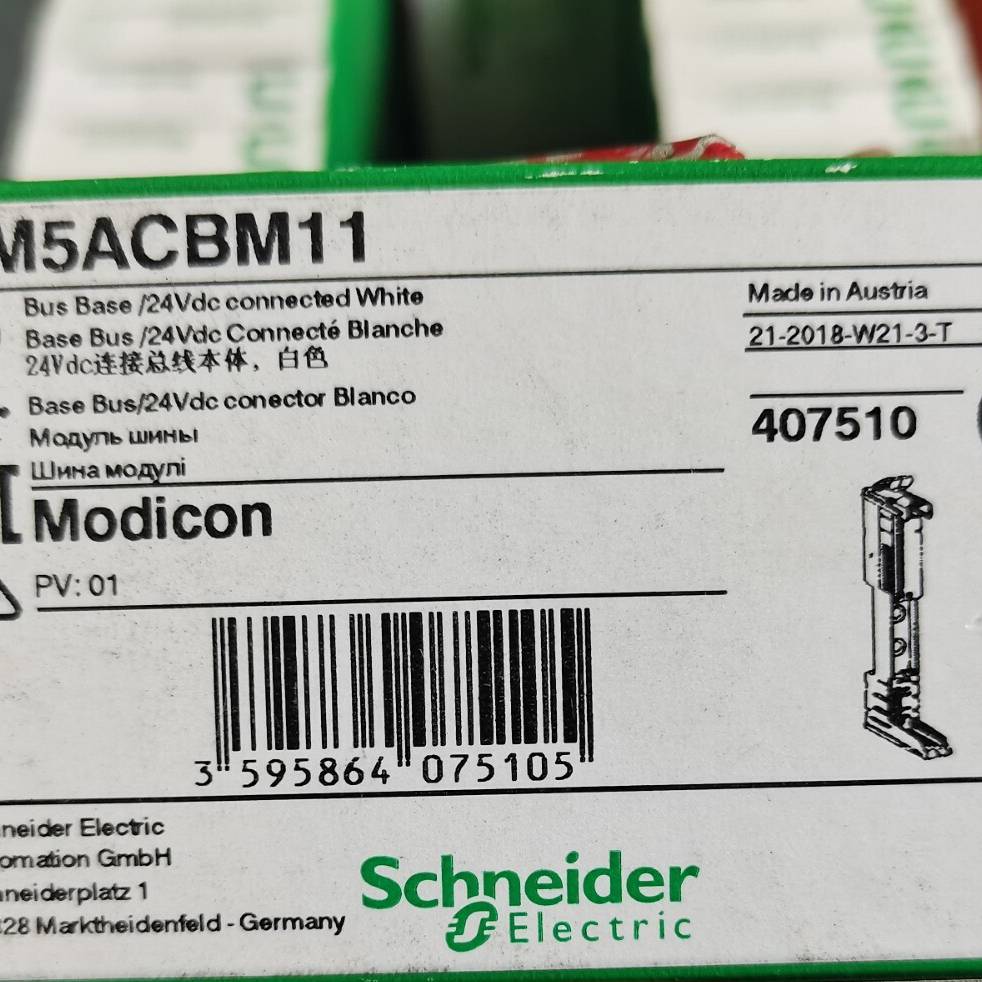 M5ACBM11
Bus Base /24Vdc connected White
Base Bus /24Vdc Connecté Blanche
24Vdc连接总线本体，白色
Base Bus/24Vdc conector Blanco
Модуль шины
Шина модулі
Modicon
PV: 01
3 595864 075105
Made in Austria
21-2018-W21-3-T
407510
neider Electric
omation GmbH
neiderplatz 1
28 Marktheidenfeld - Germany
Schneider
Electric